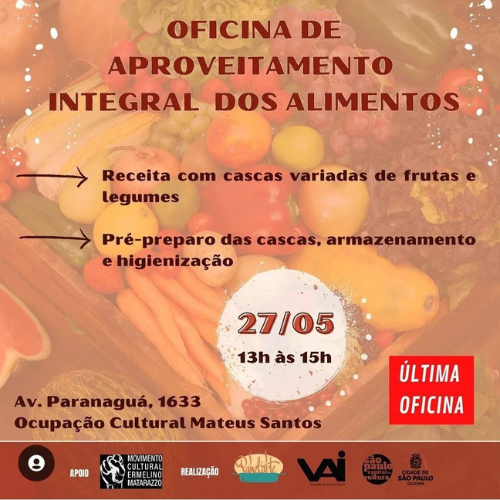 OFICINA DE
APROVEITAMENTO
INTEGRAL DOS ALIMENTOS
Receita com cascas variadas de frutas e
legumes
Pré-preparo das cascas, armazenamento
e higienização
27/05
13h às 15h
ÚLTIMA
OFICINA
Av. Paranaguá, 1633
Ocupação Cultural Mateus Santos
APOIO
MOVIMENTO
CULTURAL
ERMELINO
MATARAZZO
REALIZAÇÃO
VAI
são
paulo
capital da
cultura
CIDADE DE
SÃO PAULO
CULTURA